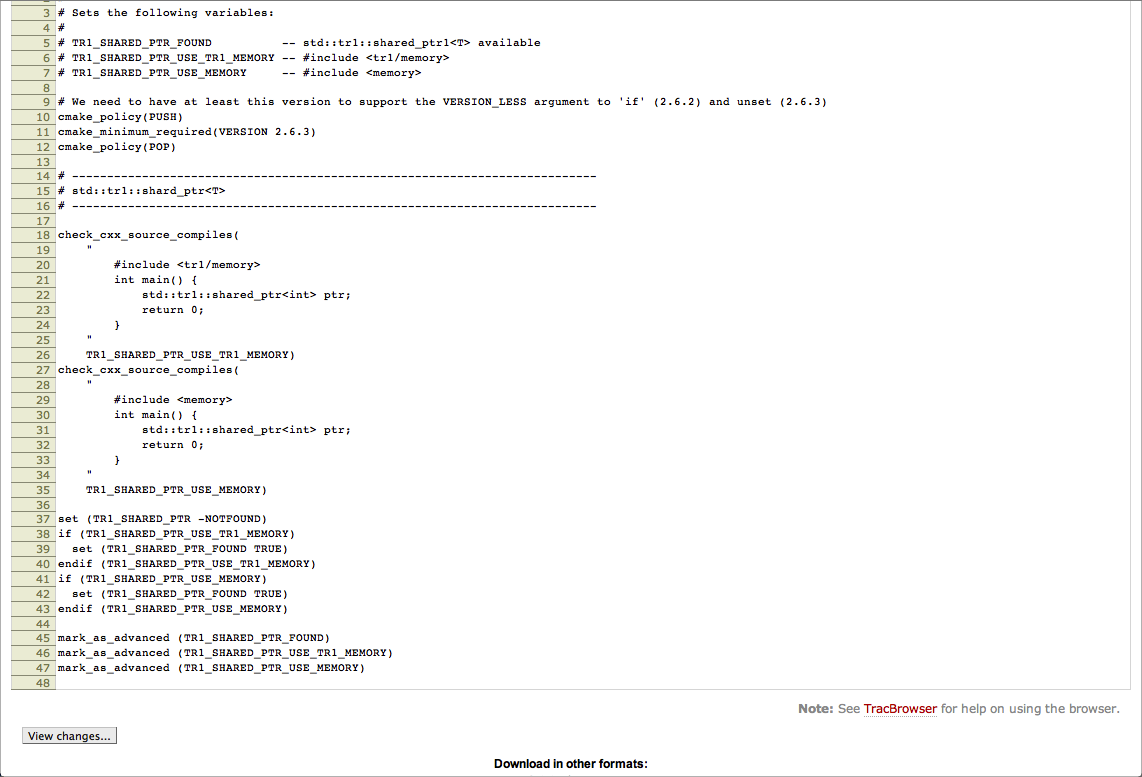 3 # Sets the following variables:
4 #
5 # TR1_SHARED_PTR_FOUND          -- std::tr1::shared_ptr1<T> available
6 # TR1_SHARED_PTR_USE_TR1_MEMORY -- #include <tr1/memory>
7 # TR1_SHARED_PTR_USE_MEMORY     -- #include <memory>
8
9 # We need to have at least this version to support the VERSION_LESS argument to 'if' (2.6.2) and unset (2.6.3)
10 cmake_policy(PUSH)
11 cmake_minimum_required(VERSION 2.6.3)
12 cmake_policy(POP)
13
14 # ---------------------------------------------------------------------------
15 # std::tr1::shard_ptr<T>
16 # ---------------------------------------------------------------------------
17
18 check_cxx_source_compiles(
19     "
20         #include <tr1/memory>
21         int main() {
22             std::tr1::shared_ptr<int> ptr;
23             return 0;
24         }
25     "
26     TR1_SHARED_PTR_USE_TR1_MEMORY)
27 check_cxx_source_compiles(
28     "
29         #include <memory>
30         int main() {
31             std::tr1::shared_ptr<int> ptr;
32             return 0;
33         }
34     "
35     TR1_SHARED_PTR_USE_MEMORY)
36
37 set (TR1_SHARED_PTR -NOTFOUND)
38 if (TR1_SHARED_PTR_USE_TR1_MEMORY)
39   set (TR1_SHARED_PTR_FOUND TRUE)
40 endif (TR1_SHARED_PTR_USE_TR1_MEMORY)
41 if (TR1_SHARED_PTR_USE_MEMORY)
42   set (TR1_SHARED_PTR_FOUND TRUE)
43 endif (TR1_SHARED_PTR_USE_MEMORY)
44
45 mark_as_advanced (TR1_SHARED_PTR_FOUND)
46 mark_as_advanced (TR1_SHARED_PTR_USE_TR1_MEMORY)
47 mark_as_advanced (TR1_SHARED_PTR_USE_MEMORY)
48
Note: See TracBrowser for help on using the browser.
View changes...
Download in other formats: